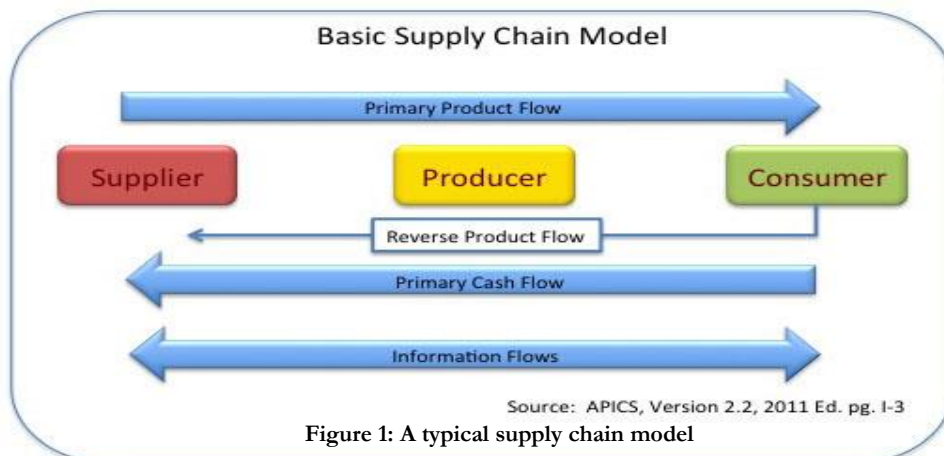 Basic Supply Chain Model
Primary Product Flow
Supplier
Producer
Consumer
Reverse Product Flow
Primary Cash Flow
Information Flows
Source: APICS, Version 2.2, 2011 Ed. pg. I-3
Figure 1: A typical supply chain model